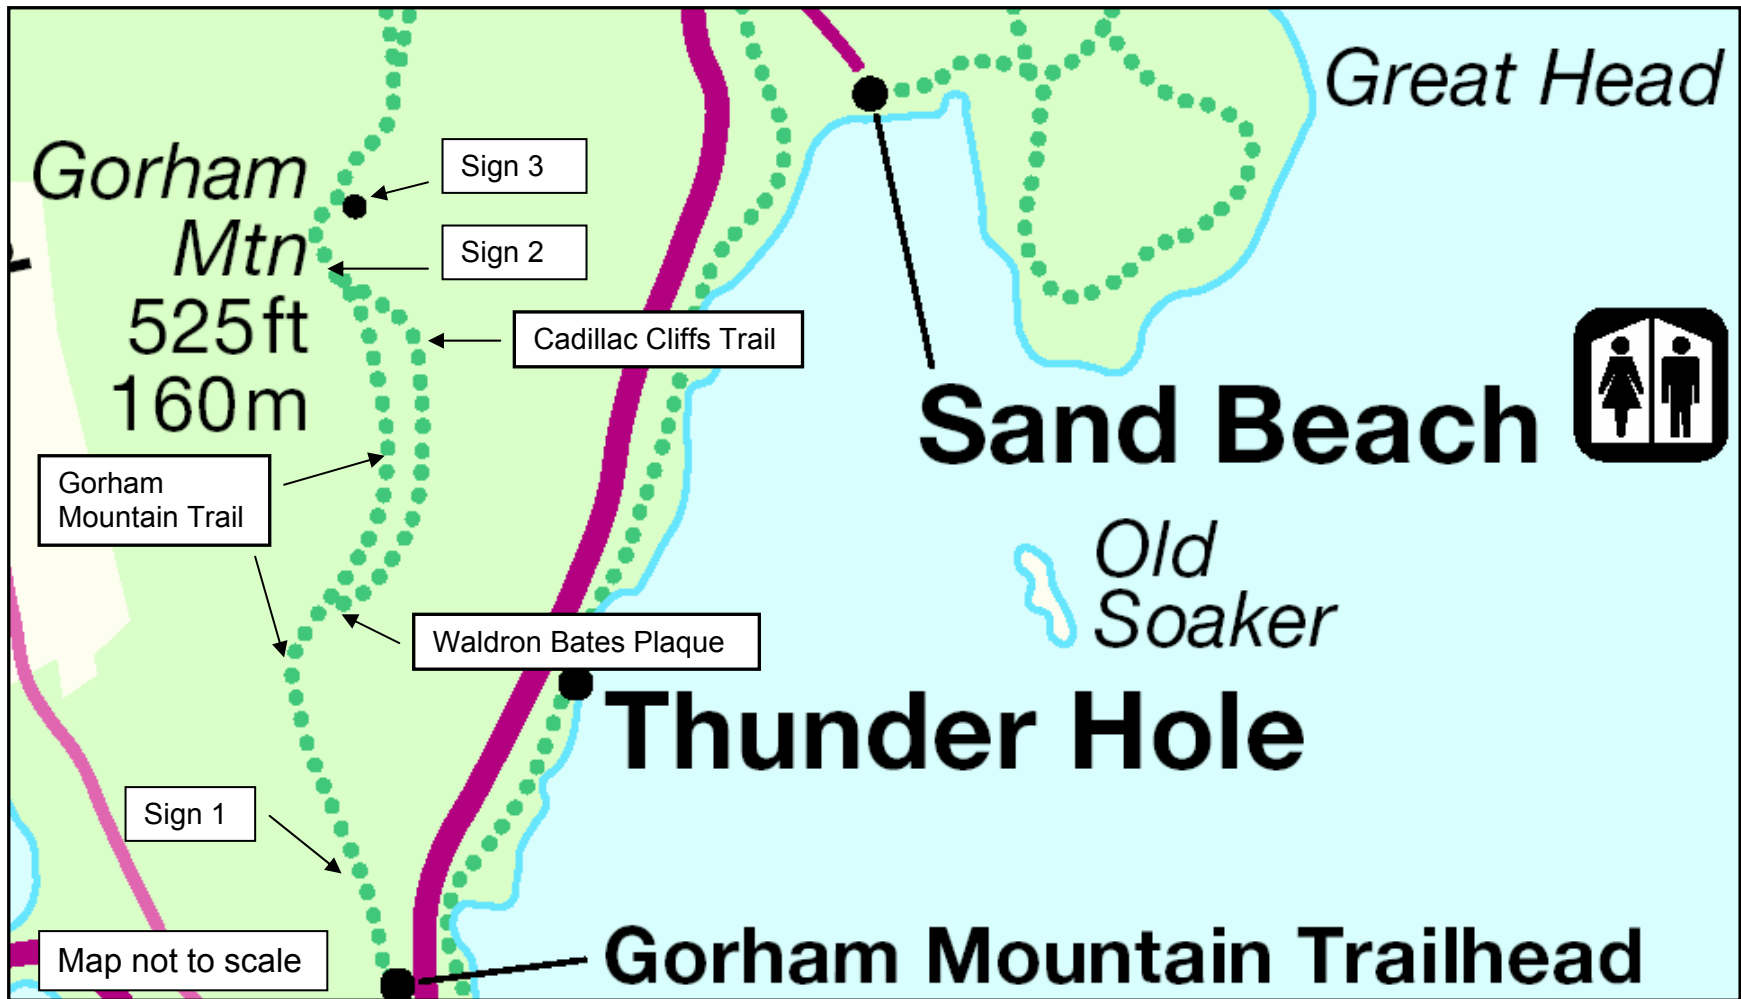 Great Head
Gorham
Mtn
525ft
160m
Sign 3
Sign 2
Cadillac Cliffs Trail
Sand Beach
Gorham
Mountain Trail
Old
Soaker
Waldron Bates Plaque
Thunder Hole
Sign 1
Gorham Mountain Trailhead
Map not to scale